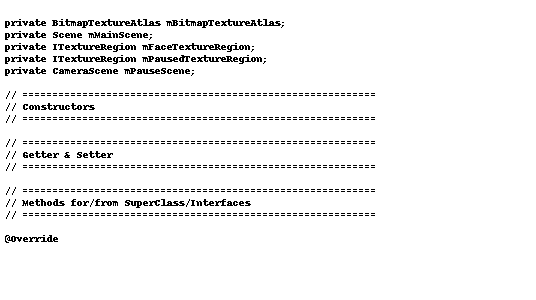 private BitmapTextureAtlas mBitmapTextureAtlas;
private Scene mMainScene;
private ITextureRegion mFaceTextureRegion;
private ITextureRegion mPausedTextureRegion;
private CameraScene mPauseScene;
// ===========================================================
// Constructors
// ===========================================================
// ===========================================================
// Getter & Setter
// ===========================================================
// ===========================================================
// Methods for/from SuperClass/Interfaces
// ===========================================================
@Override